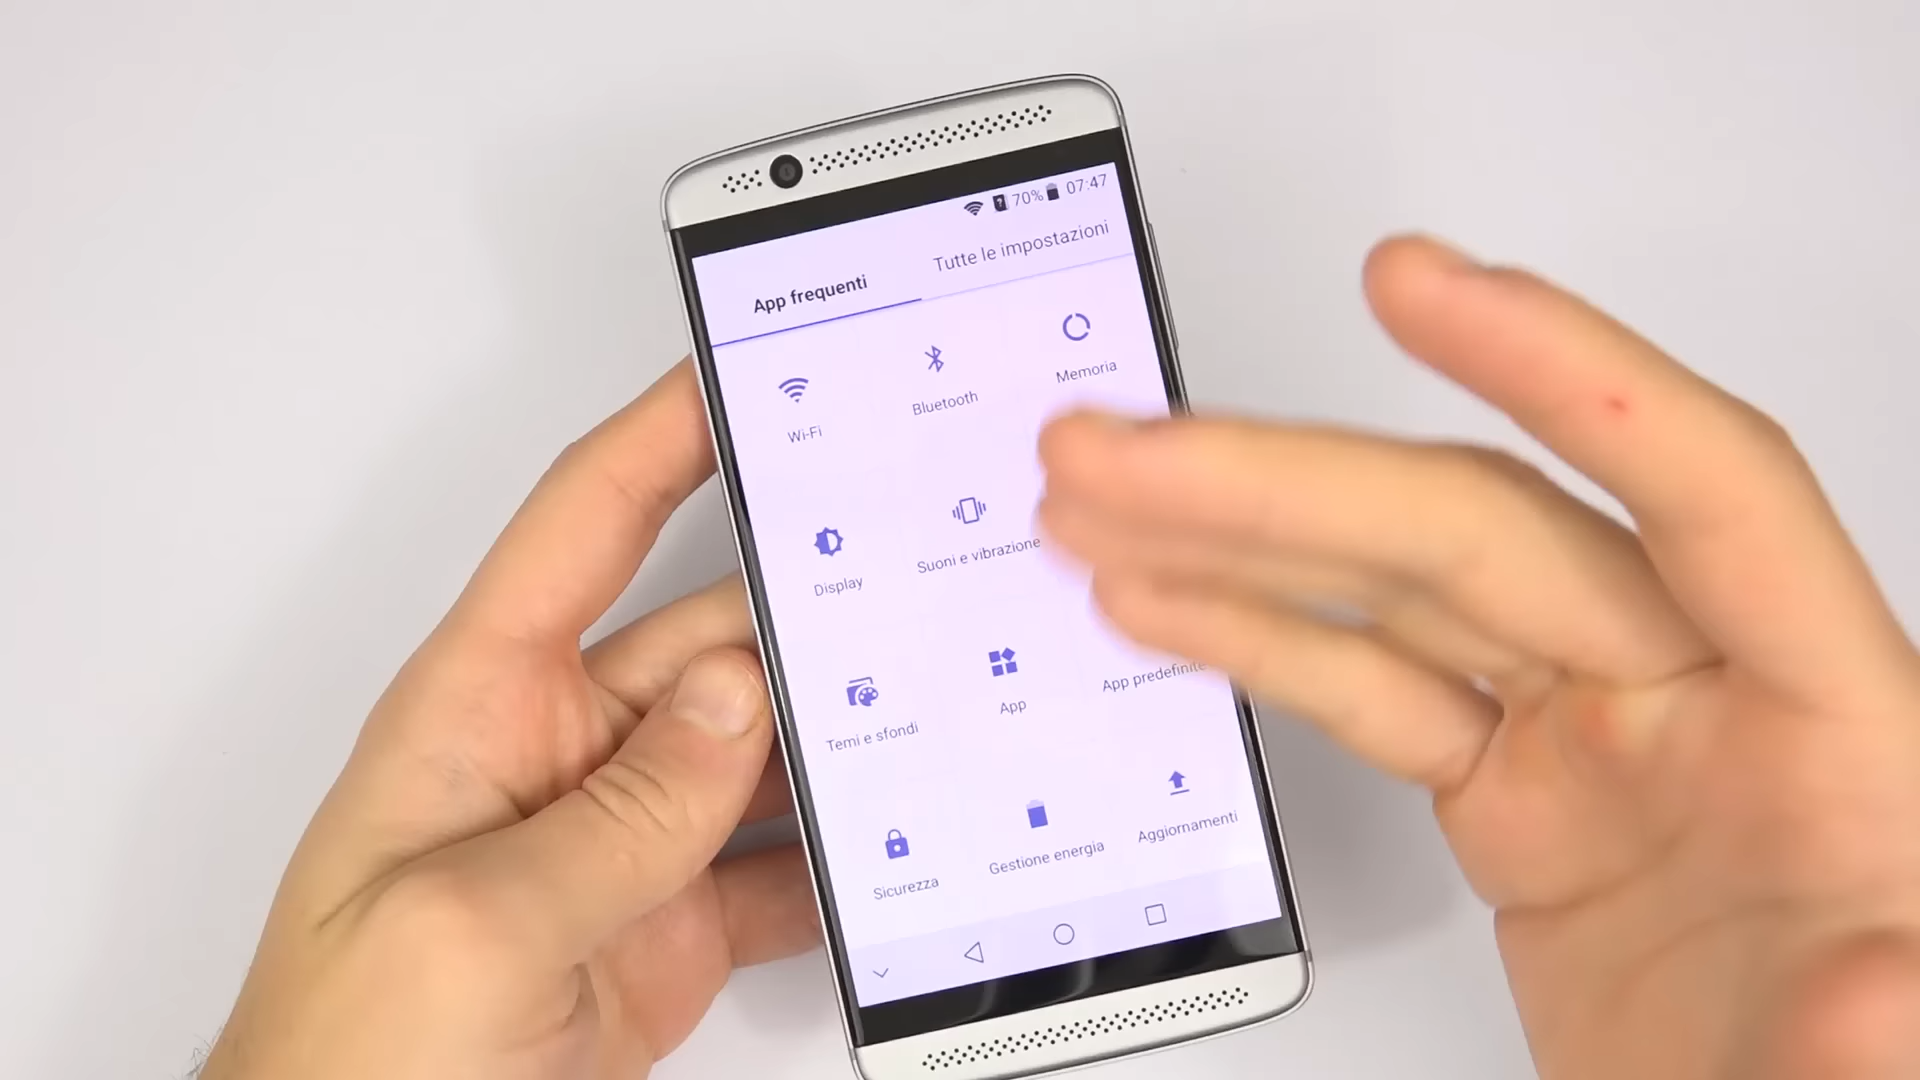 70% 07:47
App frequenti
Tutte le impostazioni
Wi-Fi
Bluetooth
Memoria
Display
Suoni e vibrazione
Temi e sfondi
App
App predefinite
Sicurezza
Gestione energia
Aggiornamenti